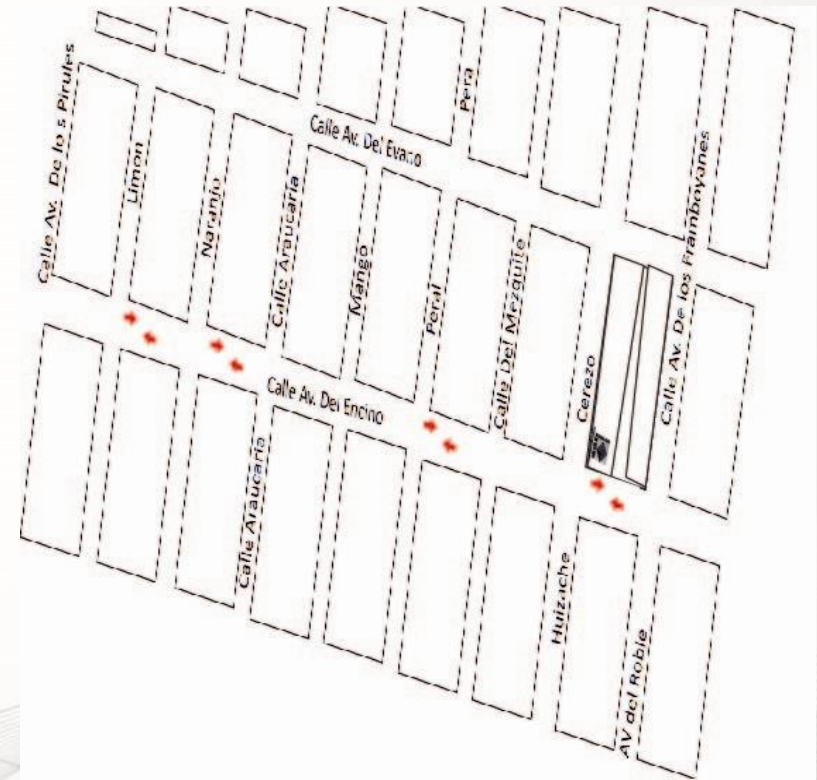 Pera
Calle Av. Del Evano
Calle Av. De lo s Pirules
Limon
Naranjo
Calle Araucaria
Mango
Peral
Calle Del Mezquite
Cerezo
Calle Av. De los Framboyanes
Calle Av. Del Encino
Calle Araucaria
Huizache
AV del Roble